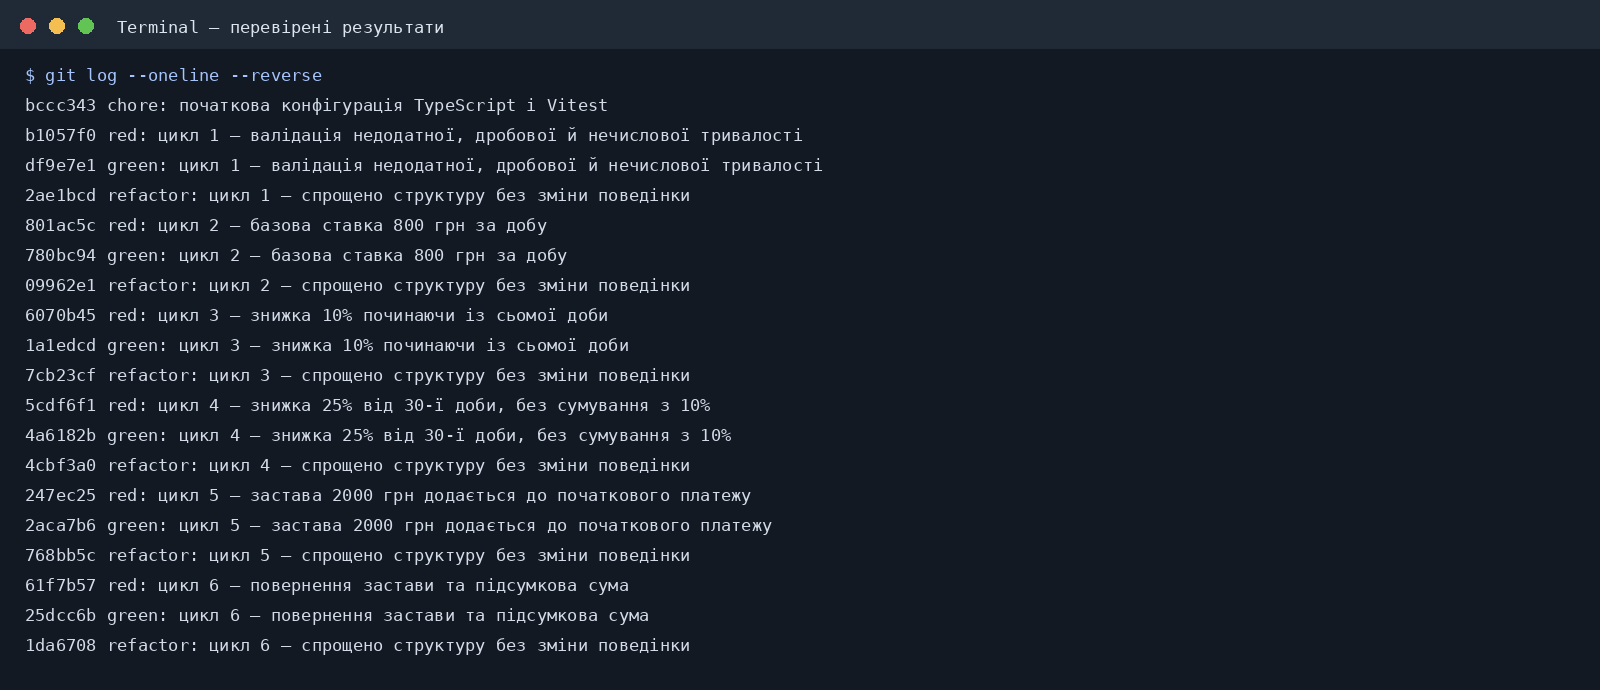 Terminal — перевірені результати
$ git log --oneline --reverse
bccc343 chore: початкова конфігурація TypeScript і Vitest
b1057f0 red: цикл 1 — валідація недодатної, дробової й нечислової тривалості
df9e7e1 green: цикл 1 — валідація недодатної, дробової й нечислової тривалості
2ae1bcd refactor: цикл 1 — спрощено структуру без зміни поведінки
801ac5c red: цикл 2 — базова ставка 800 грн за добу
780bc94 green: цикл 2 — базова ставка 800 грн за добу
09962e1 refactor: цикл 2 — спрощено структуру без зміни поведінки
6070b45 red: цикл 3 — знижка 10% починаючи із сьомої доби
1a1edcd green: цикл 3 — знижка 10% починаючи із сьомої доби
7cb23cf refactor: цикл 3 — спрощено структуру без зміни поведінки
5cdf6f1 red: цикл 4 — знижка 25% від 30-ї доби, без сумування з 10%
4a6182b green: цикл 4 — знижка 25% від 30-ї доби, без сумування з 10%
4cbf3a0 refactor: цикл 4 — спрощено структуру без зміни поведінки
247ec25 red: цикл 5 — застава 2000 грн додається до початкового платежу
2aca7b6 green: цикл 5 — застава 2000 грн додається до початкового платежу
768bb5c refactor: цикл 5 — спрощено структуру без зміни поведінки
61f7b57 red: цикл 6 — повернення застави та підсумкова сума
25dcc6b green: цикл 6 — повернення застави та підсумкова сума
1da6708 refactor: цикл 6 — спрощено структуру без зміни поведінки